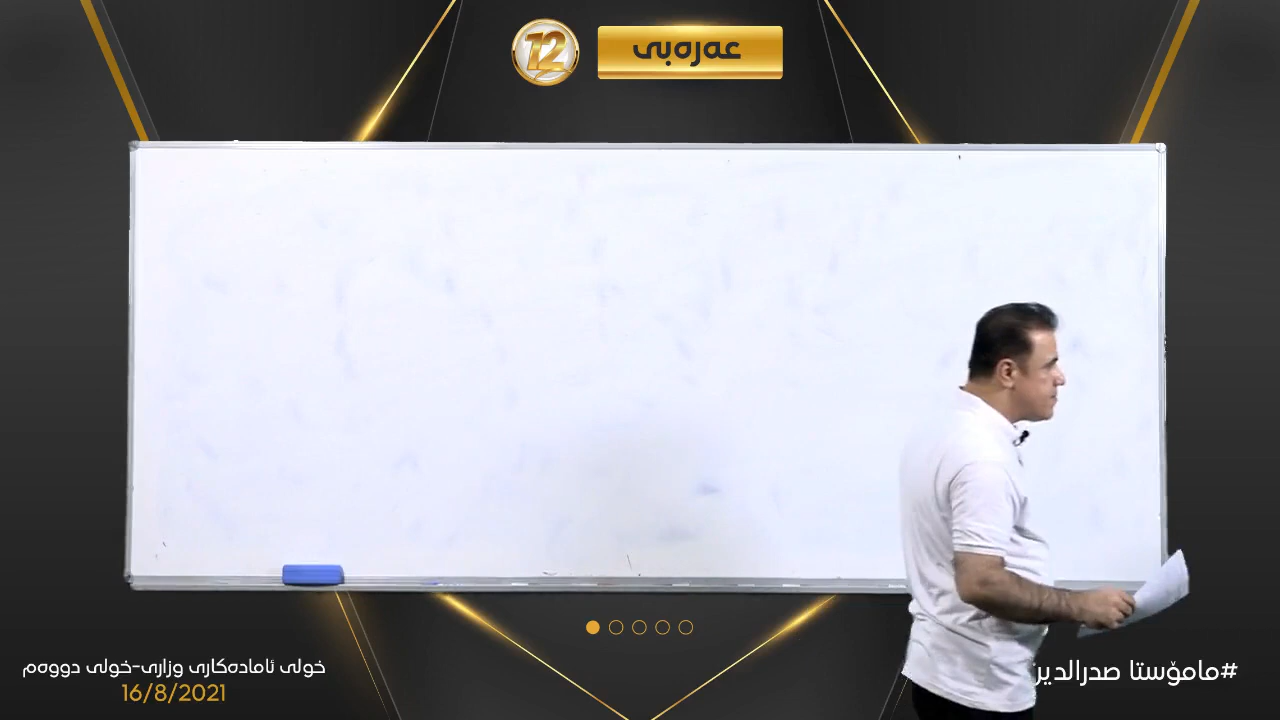 12
عەرەبی
خولی ئامادەکاری وزاری-خولی دووەم
16/8/2021
#مامۆستا صدرالدین